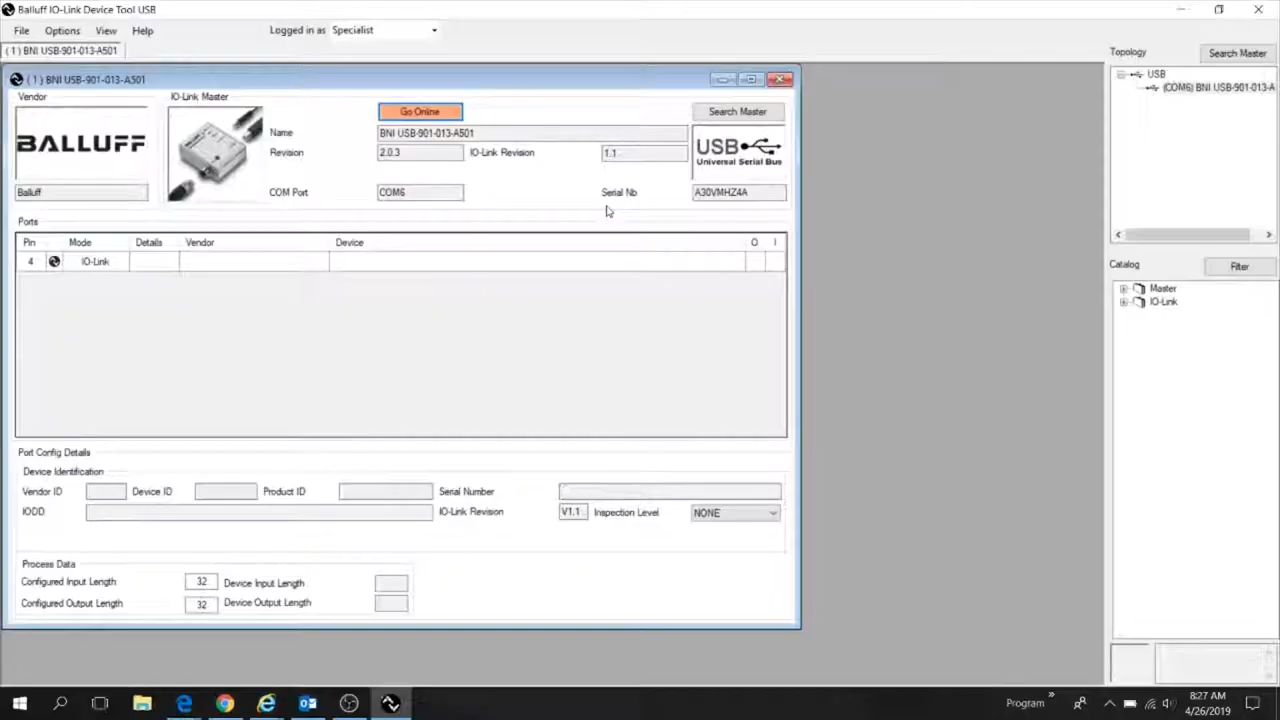 Balluff IO-Link Device Tool USB
File Options View Help Logged in as Specialist
( 1 ) BNI USB-901-013-A501
Topology Search Master
USB
(COM6) BNI USB-901-013-A
( 1 ) BNI USB-901-013-A501
Vendor IO-Link Master
Go Online Search Master
BALLUFF
Name BNI USB-901-013-A501
Revision 2.0.3 IO-Link Revision 1.1
USB
Universal Serial Bus
Balluff COM Port COM6 Serial Nb A30VMHZ4A
Ports
Pin Mode Details Vendor Device O I
4 IO-Link
Catalog Filter
Master
IO-Link
Port Config Details
Device Identification
Vendor ID Device ID Product ID Serial Number
IODD IO-Link Revision V1.1 Inspection Level NONE
Process Data
Configured Input Length 32 Device Input Length
Configured Output Length 32 Device Output Length
Program
8:27 AM
4/26/2019